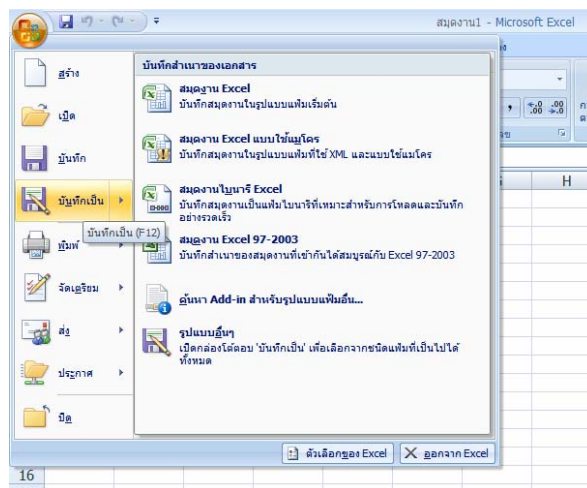 สมุดงาน1 - Microsoft Excel
สร้าง
เปิด
บันทึก
บันทึกเป็น
บันทึกเป็น (F12)
พิมพ์
จัดเตรียม
ส่ง
ประกาศ
ปิด
บันทึกสำเนาของเอกสาร
สมุดงาน Excel
บันทึกสมุดงานในรูปแบบแฟ้มเริ่มต้น
สมุดงาน Excel แบบใช้แมโคร
บันทึกสมุดงานในรูปแบบแฟ้มที่ใช้ XML และแบบใช้แมโคร
สมุดงานไบนารี Excel
บันทึกสมุดงานเป็นแฟ้มไบนารีที่เหมาะสำหรับการโหลดและบันทึก
อย่างรวดเร็ว
สมุดงาน Excel 97-2003
บันทึกสำเนาของสมุดงานที่เข้ากันได้สมบูรณ์กับ Excel 97-2003
ค้นหา Add-in สำหรับรูปแบบแฟ้มอื่น...
รูปแบบอื่นๆ
เปิดกล่องโต้ตอบ 'บันทึกเป็น' เพื่อเลือกจากชนิดแฟ้มที่เป็นไปได้
ทั้งหมด
ตัวเลือกของ Excel
ออกจาก Excel
H
16